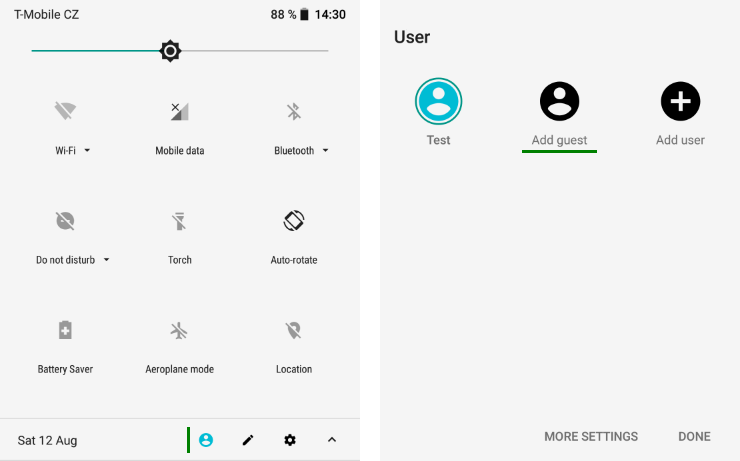 T-Mobile CZ 88 % 14:30
Wi-Fi Mobile data Bluetooth
Do not disturb Torch Auto-rotate
Battery Saver Aeroplane mode Location
Sat 12 Aug
User
Test Add guest Add user
MORE SETTINGS DONE